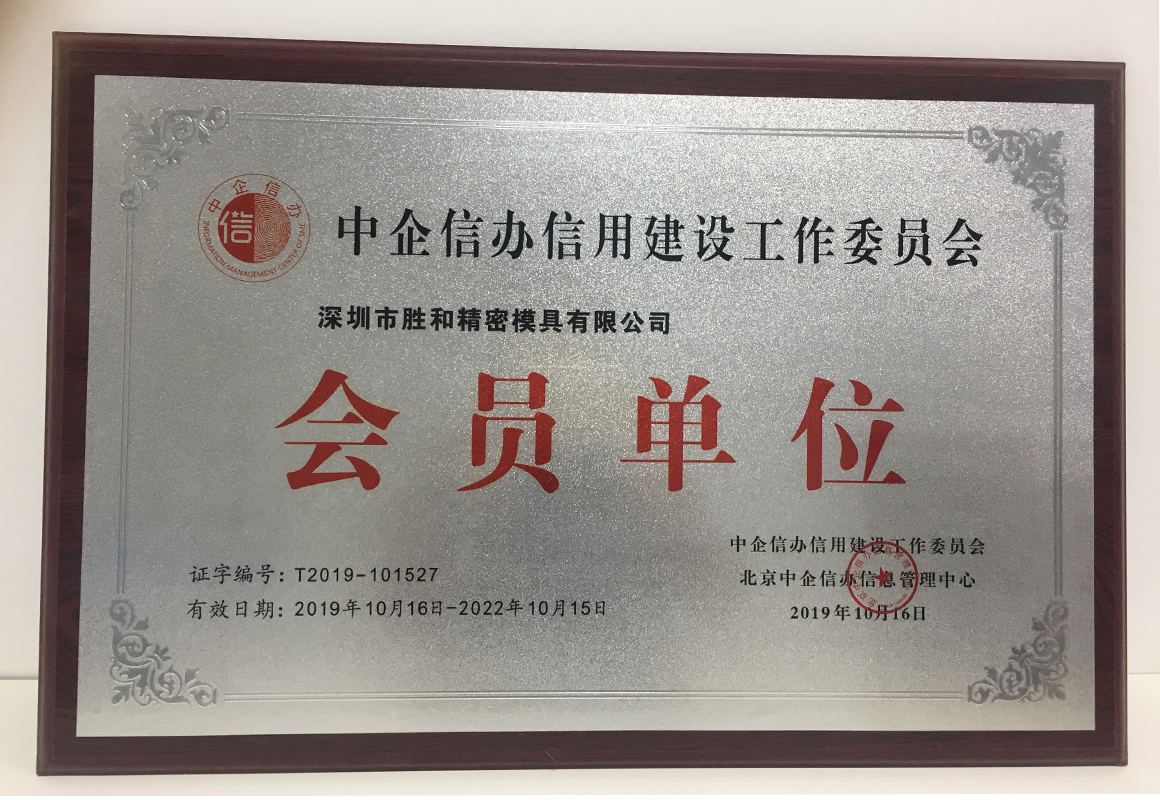 中企信办
信
INFORMATION MANAGEMENT CENTER OF SME
中企信办信用建设工作委员会
深圳市胜和精密模具有限公司
会员单位
证字编号：T2019-101527
有效日期：2019年10月16日-2022年10月15日
中企信办信用建设工作委员会
北京中企信办信息管理中心
2019年10月16日